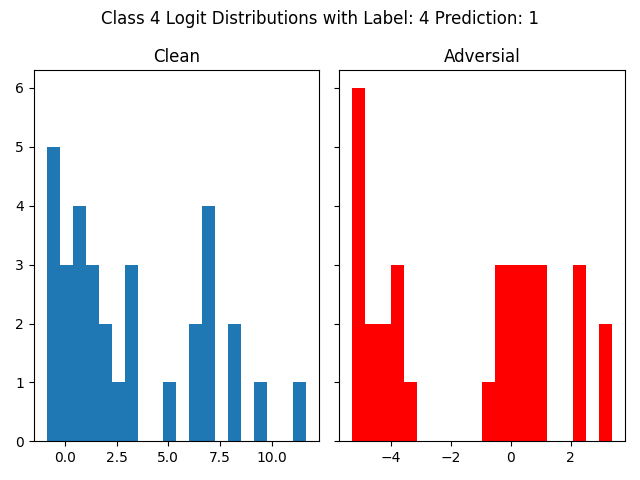 Class 4 Logit Distributions with Label: 4 Prediction: 1
Clean
Adversial
6
5
4
3
2
1
0
0.0 2.5 5.0 7.5 10.0
−4 −2 0 2